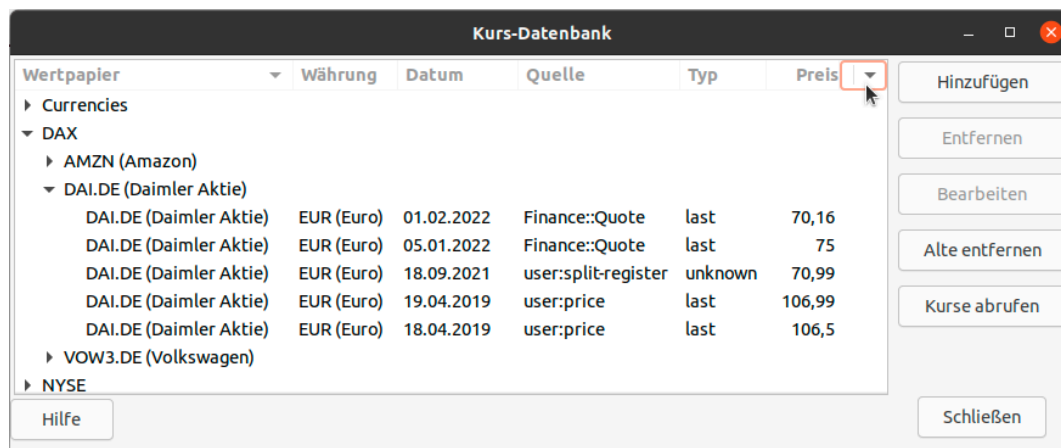 Kurs-Datenbank
Wertpapier Währung Datum Quelle Typ Preis
Currencies
DAX
AMZN (Amazon)
DAI.DE (Daimler Aktie)
DAI.DE (Daimler Aktie) EUR (Euro) 01.02.2022 Finance::Quote last 70,16
DAI.DE (Daimler Aktie) EUR (Euro) 05.01.2022 Finance::Quote last 75
DAI.DE (Daimler Aktie) EUR (Euro) 18.09.2021 user:split-register unknown 70,99
DAI.DE (Daimler Aktie) EUR (Euro) 19.04.2019 user:price last 106,99
DAI.DE (Daimler Aktie) EUR (Euro) 18.04.2019 user:price last 106,5
VOW3.DE (Volkswagen)
NYSE
Hinzufügen
Entfernen
Bearbeiten
Alte entfernen
Kurse abrufen
Hilfe
Schließen